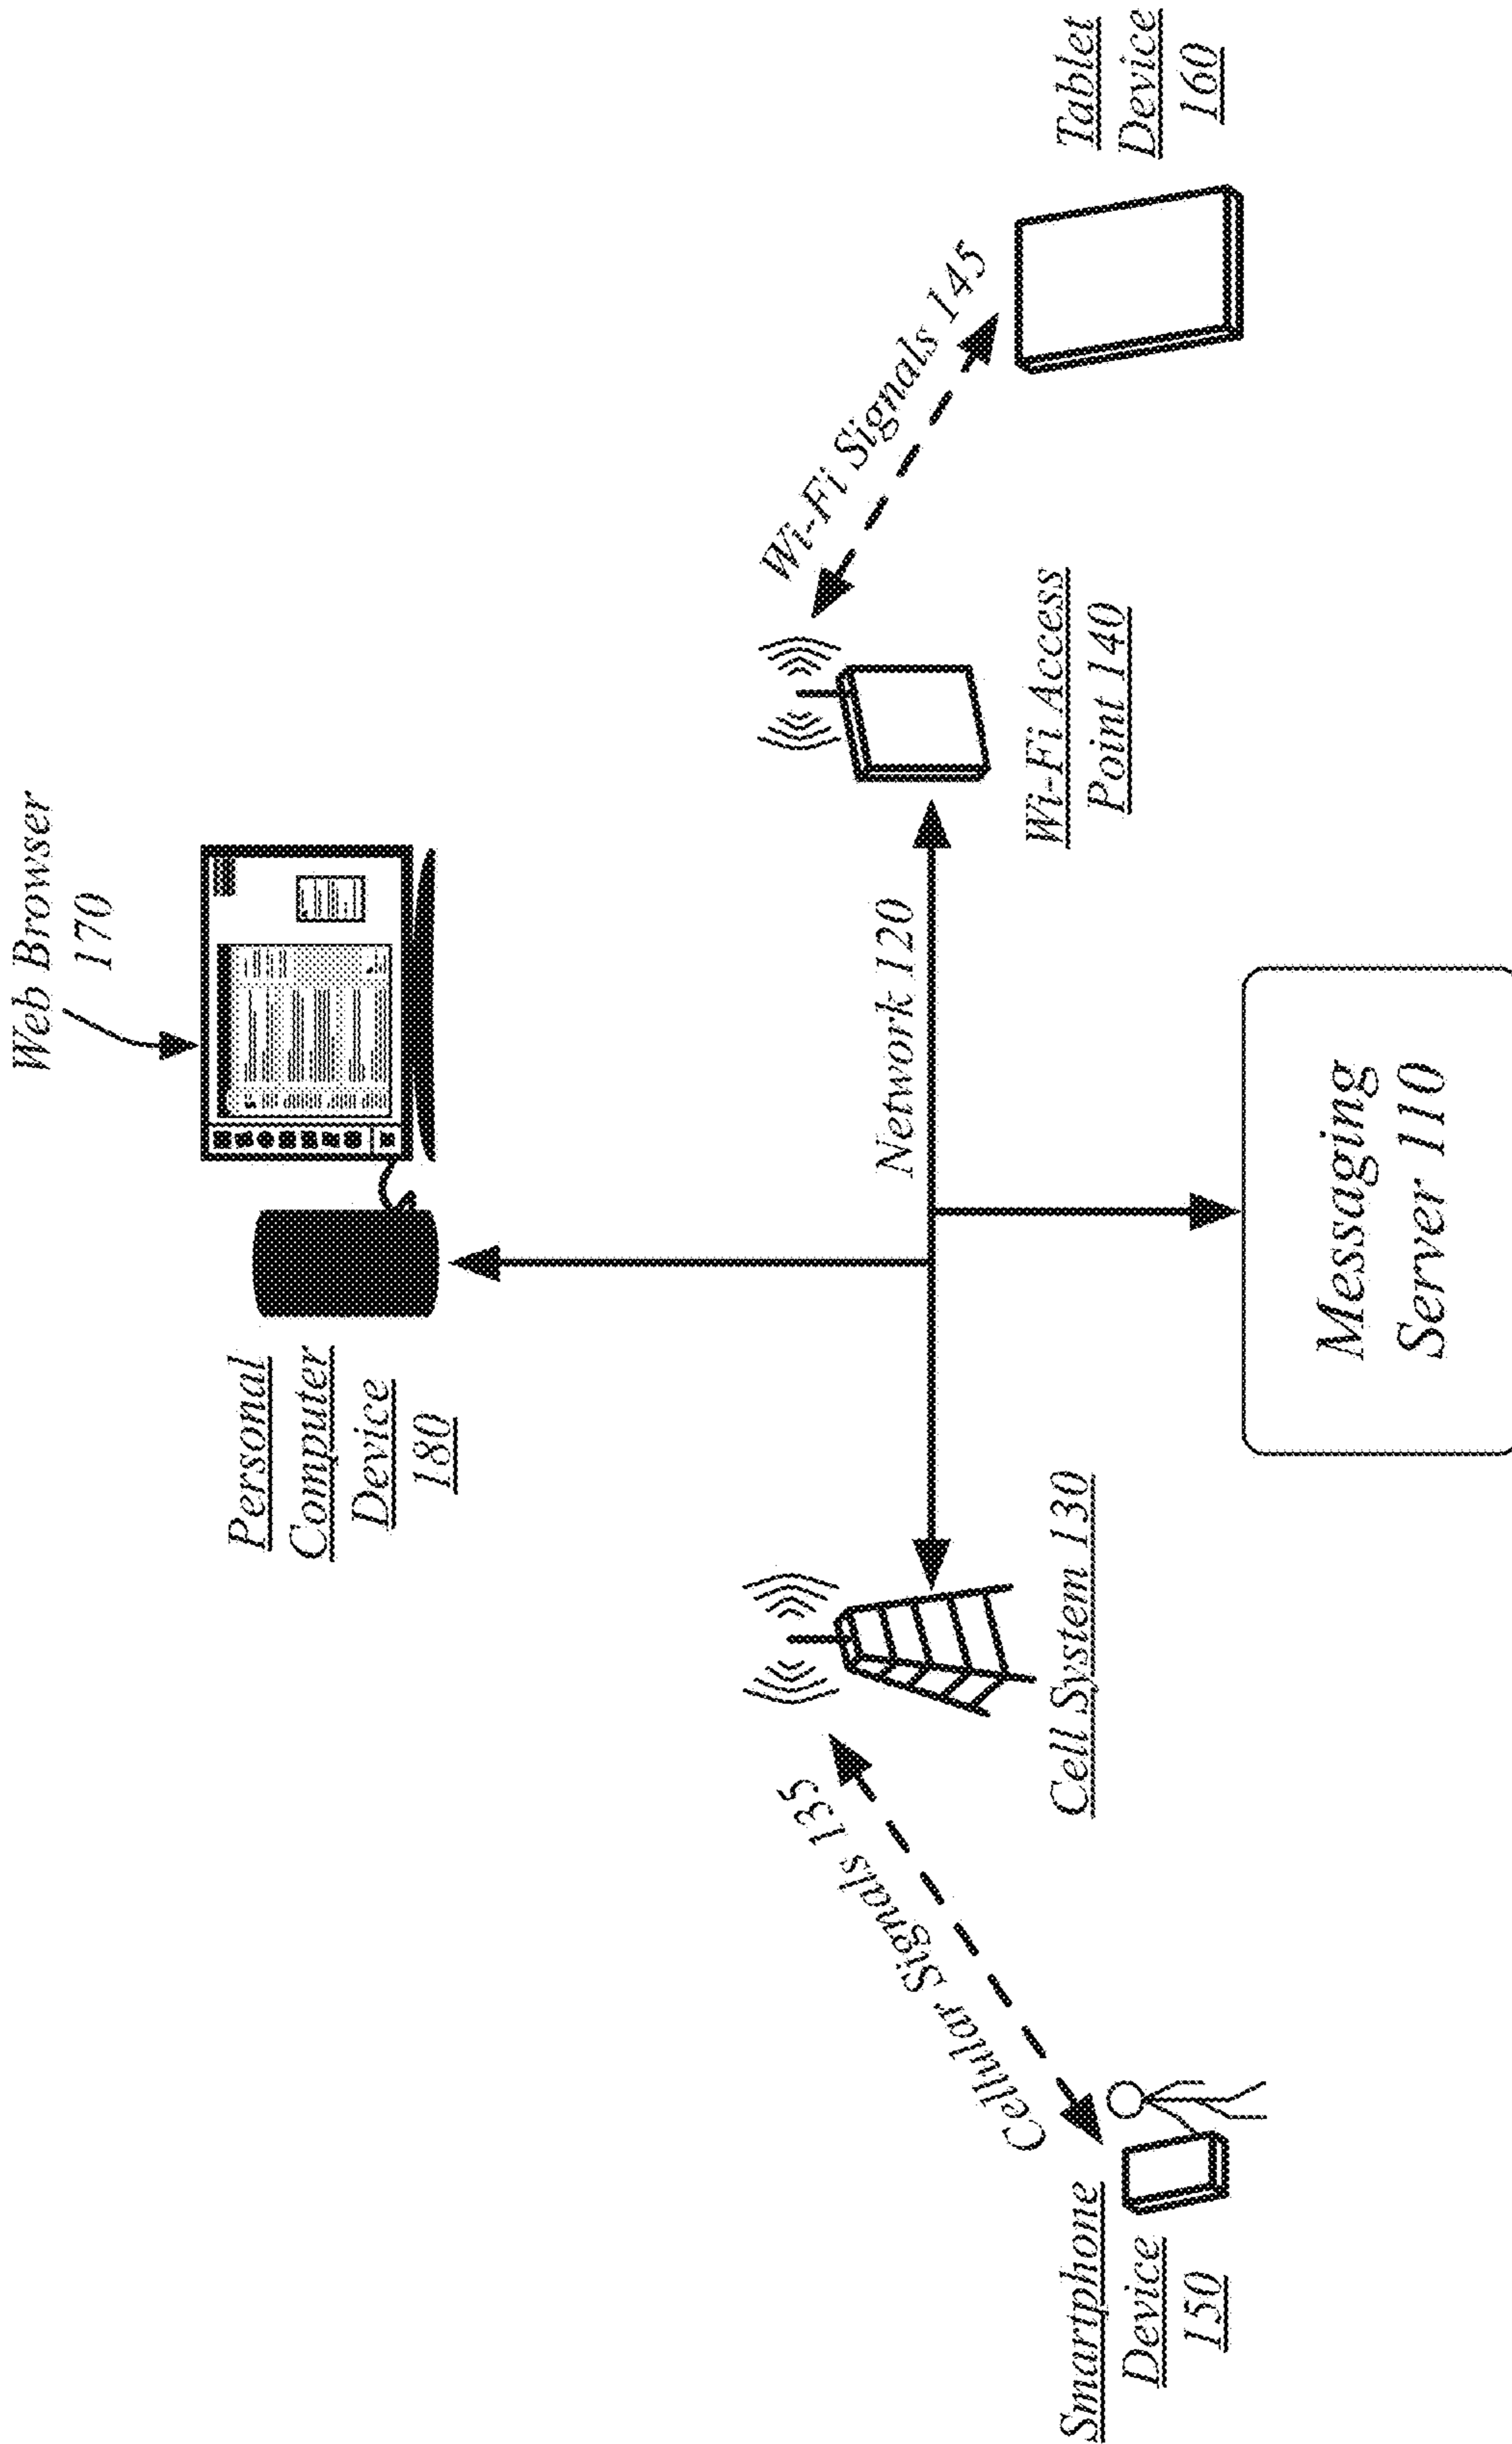 Web Browser
170
Personal
Computer
Device
180
Network 120
Wi-Fi Signals 145
Cellular Signals 135
Smartphone
Device
150
Cell System 130
Wi-Fi Access
Point 140
Tablet
Device
160
Messaging
Server 110